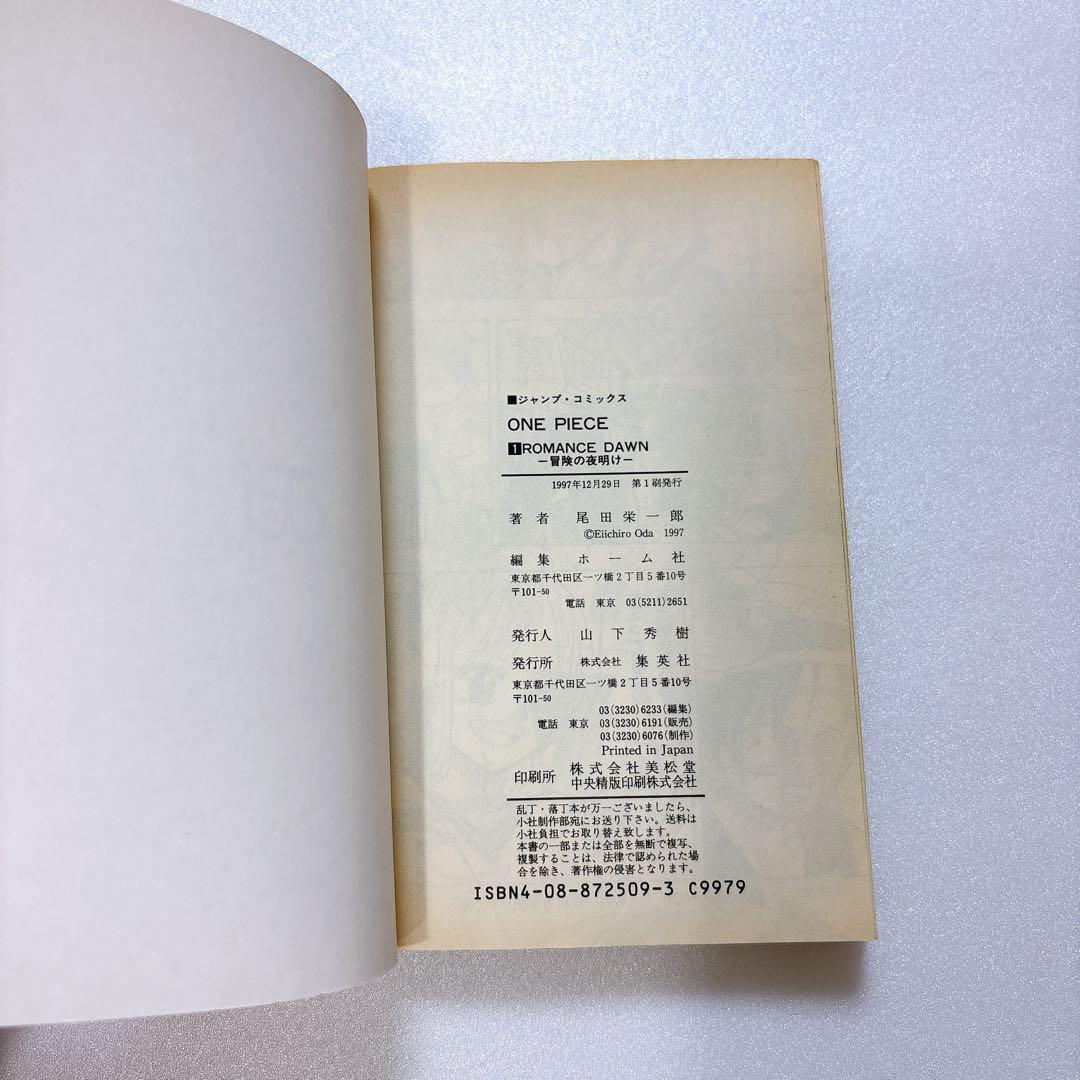 ■ジャンプ・コミックス
ONE PIECE
1 ROMANCE DAWN
―冒険の夜明け―
1997年12月29日 第1刷発行
著者 尾田栄一郎
©Eiichiro Oda 1997
編集 ホーム社
東京都千代田区一ツ橋2丁目5番10号
〒101-50
電話 東京 03(5211)2651
発行人 山下秀樹
発行所 株式会社 集英社
東京都千代田区一ツ橋2丁目5番10号
〒101-50
03(3230)6233(編集)
電話 東京 03(3230)6191(販売)
03(3230)6076(制作)
Printed in Japan
印刷所 株式会社美松堂
中央精版印刷株式会社
乱丁・落丁本が万一ございましたら、
小社制作部宛にお送り下さい。送料は
小社負担でお取り替え致します。
本書の一部または全部を無断で複写、
複製することは、法律で認められた場
合を除き、著作権の侵害となります。
ISBN4-08-872509-3 C9979